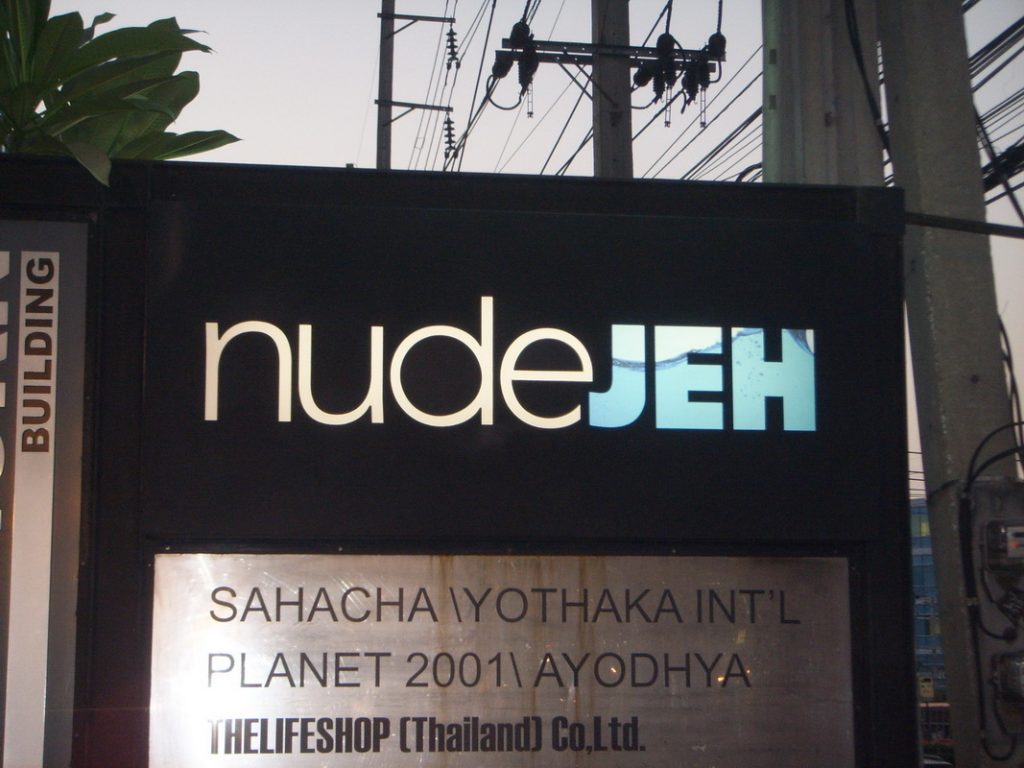 BUILDING
nudeJEH
SAHACHA \YOTHAKA INT'L
PLANET 2001\ AYODHYA
THELIFESHOP (Thailand) Co,Ltd.